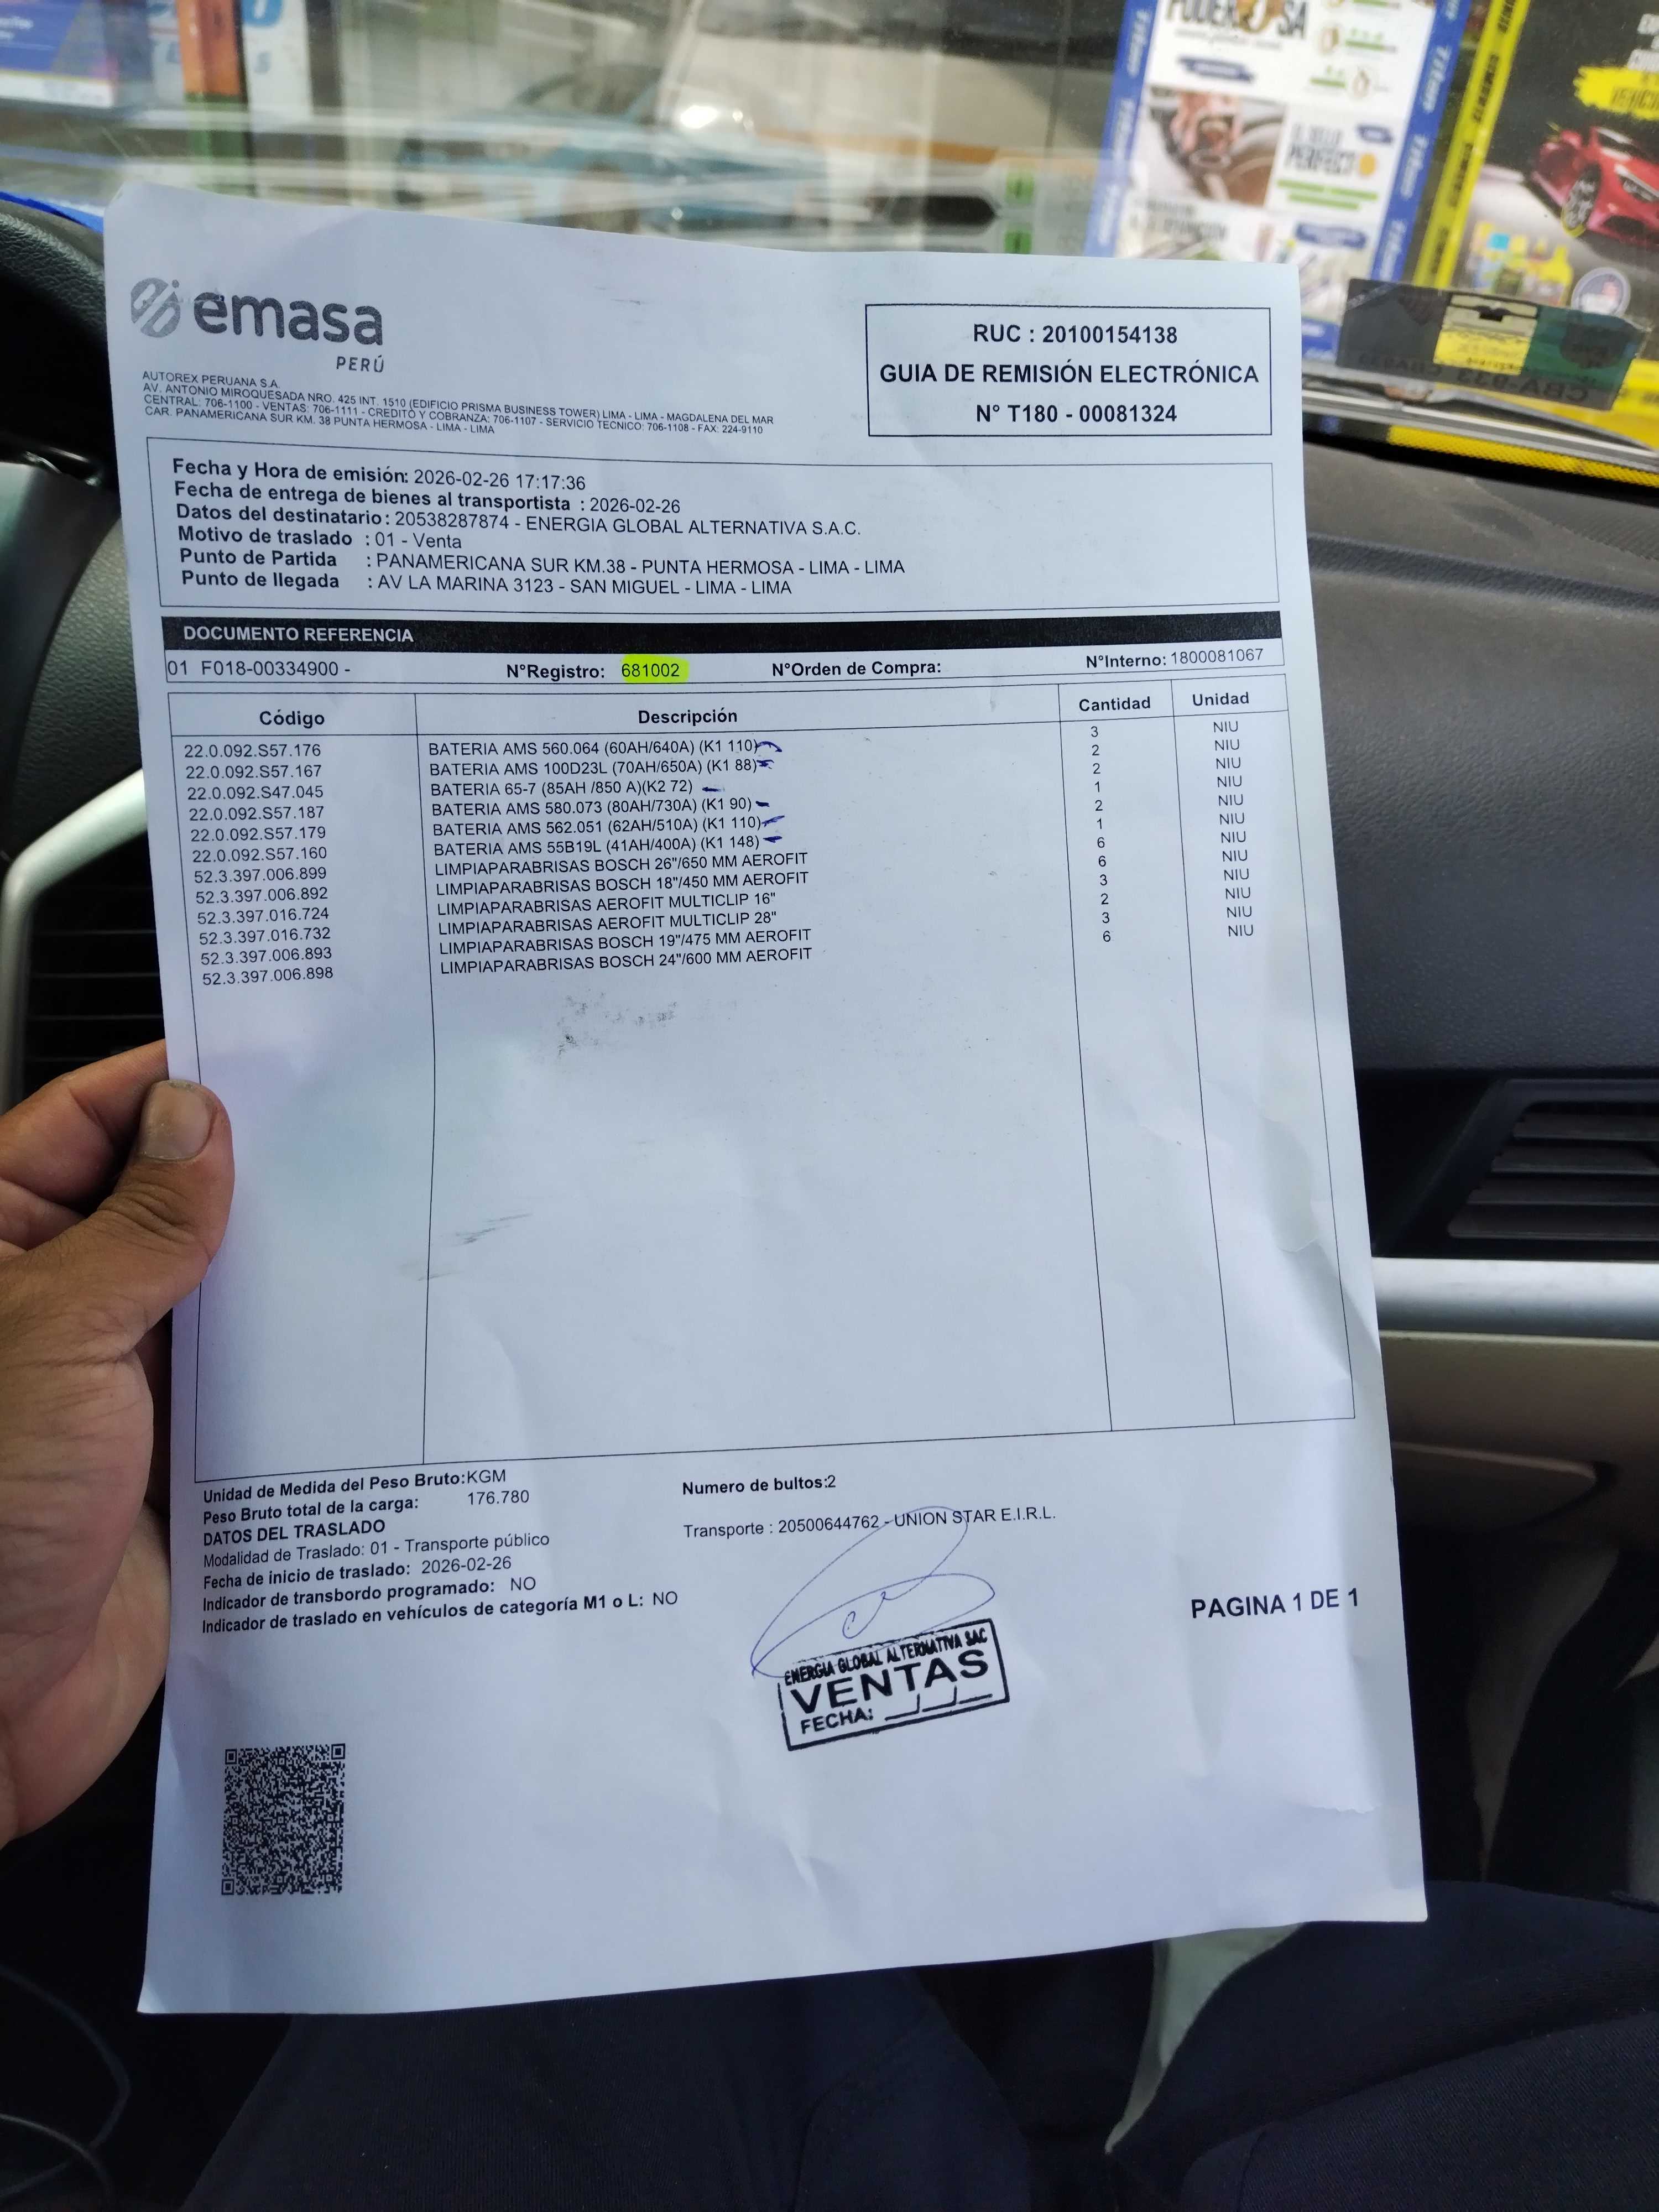 PODEROSA
EL BRILLO
PERFECTO
emasa
PERÚ
AUTOREX PERUANA S.A.
AV. ANTONIO MIROQUESADA NRO. 425 INT. 1510 (EDIFICIO PRISMA BUSINESS TOWER) LIMA - LIMA - MAGDALENA DEL MAR
CENTRAL: 706-1100 - VENTAS: 706-1111 - CREDITO Y COBRANZA: 706-1107 - SERVICIO TECNICO: 706-1108 - FAX: 224-9110
CAR. PANAMERICANA SUR KM. 38 PUNTA HERMOSA - LIMA - LIMA
RUC : 20100154138
GUIA DE REMISIÓN ELECTRÓNICA
N° T180 - 00081324
Fecha y Hora de emisión: 2026-02-26 17:17:36
Fecha de entrega de bienes al transportista : 2026-02-26
Datos del destinatario : 20538287874 - ENERGIA GLOBAL ALTERNATIVA S.A.C.
Motivo de traslado : 01 - Venta
Punto de Partida : PANAMERICANA SUR KM.38 - PUNTA HERMOSA - LIMA - LIMA
Punto de llegada : AV LA MARINA 3123 - SAN MIGUEL - LIMA - LIMA
DOCUMENTO REFERENCIA
01 F018-00334900 - N°Registro: 681002 N°Orden de Compra: N°Interno: 1800081067
Código Descripción Cantidad Unidad
22.0.092.S57.176 BATERIA AMS 560.064 (60AH/640A) (K1 110) 3 NIU
22.0.092.S57.167 BATERIA AMS 100D23L (70AH/650A) (K1 88) 2 NIU
22.0.092.S47.045 BATERIA 65-7 (85AH /850 A)(K2 72) 2 NIU
22.0.092.S57.187 BATERIA AMS 580.073 (80AH/730A) (K1 90) 1 NIU
22.0.092.S57.179 BATERIA AMS 562.051 (62AH/510A) (K1 110) 2 NIU
22.0.092.S57.160 BATERIA AMS 55B19L (41AH/400A) (K1 148) 1 NIU
52.3.397.006.899 LIMPIAPARABRISAS BOSCH 26"/650 MM AEROFIT 6 NIU
52.3.397.006.892 LIMPIAPARABRISAS BOSCH 18"/450 MM AEROFIT 6 NIU
52.3.397.016.724 LIMPIAPARABRISAS AEROFIT MULTICLIP 16" 3 NIU
52.3.397.016.732 LIMPIAPARABRISAS AEROFIT MULTICLIP 28" 2 NIU
52.3.397.006.893 LIMPIAPARABRISAS BOSCH 19"/475 MM AEROFIT 3 NIU
52.3.397.006.898 LIMPIAPARABRISAS BOSCH 24"/600 MM AEROFIT 6 NIU
Unidad de Medida del Peso Bruto: KGM
Peso Bruto total de la carga: 176.780
Numero de bultos:2
DATOS DEL TRASLADO
Transporte : 20500644762 - UNION STAR E.I.R.L.
Modalidad de Traslado: 01 - Transporte público
Fecha de inicio de traslado: 2026-02-26
Indicador de transbordo programado: NO
Indicador de traslado en vehículos de categoría M1 o L: NO
PAGINA 1 DE 1
ENERGIA GLOBAL ALTERNATIVA SAC
VENTAS
FECHA: __/__/__